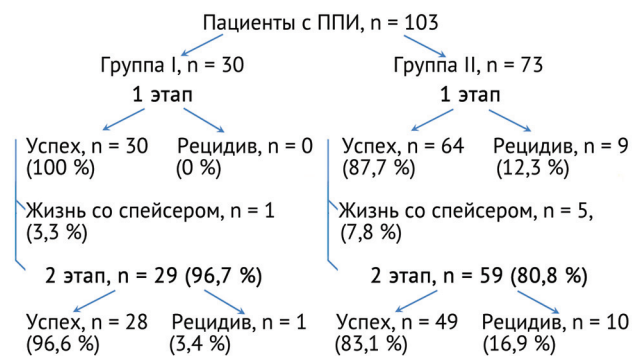 Пациенты с ППИ, n = 103
Группа I, n = 30
Группа II, n = 73
1 этап
1 этап
Успех, n = 30
(100 %)
Рецидив, n = 0
(0 %)
Успех, n = 64
(87,7 %)
Рецидив, n = 9
(12,3 %)
Жизнь со спейсером, n = 1
(3,3 %)
Жизнь со спейсером, n = 5,
(7,8 %)
2 этап, n = 29 (96,7 %)
2 этап, n = 59 (80,8 %)
Успех, n = 28
(96,6 %)
Рецидив, n = 1
(3,4 %)
Успех, n = 49
(83,1 %)
Рецидив, n = 10
(16,9 %)